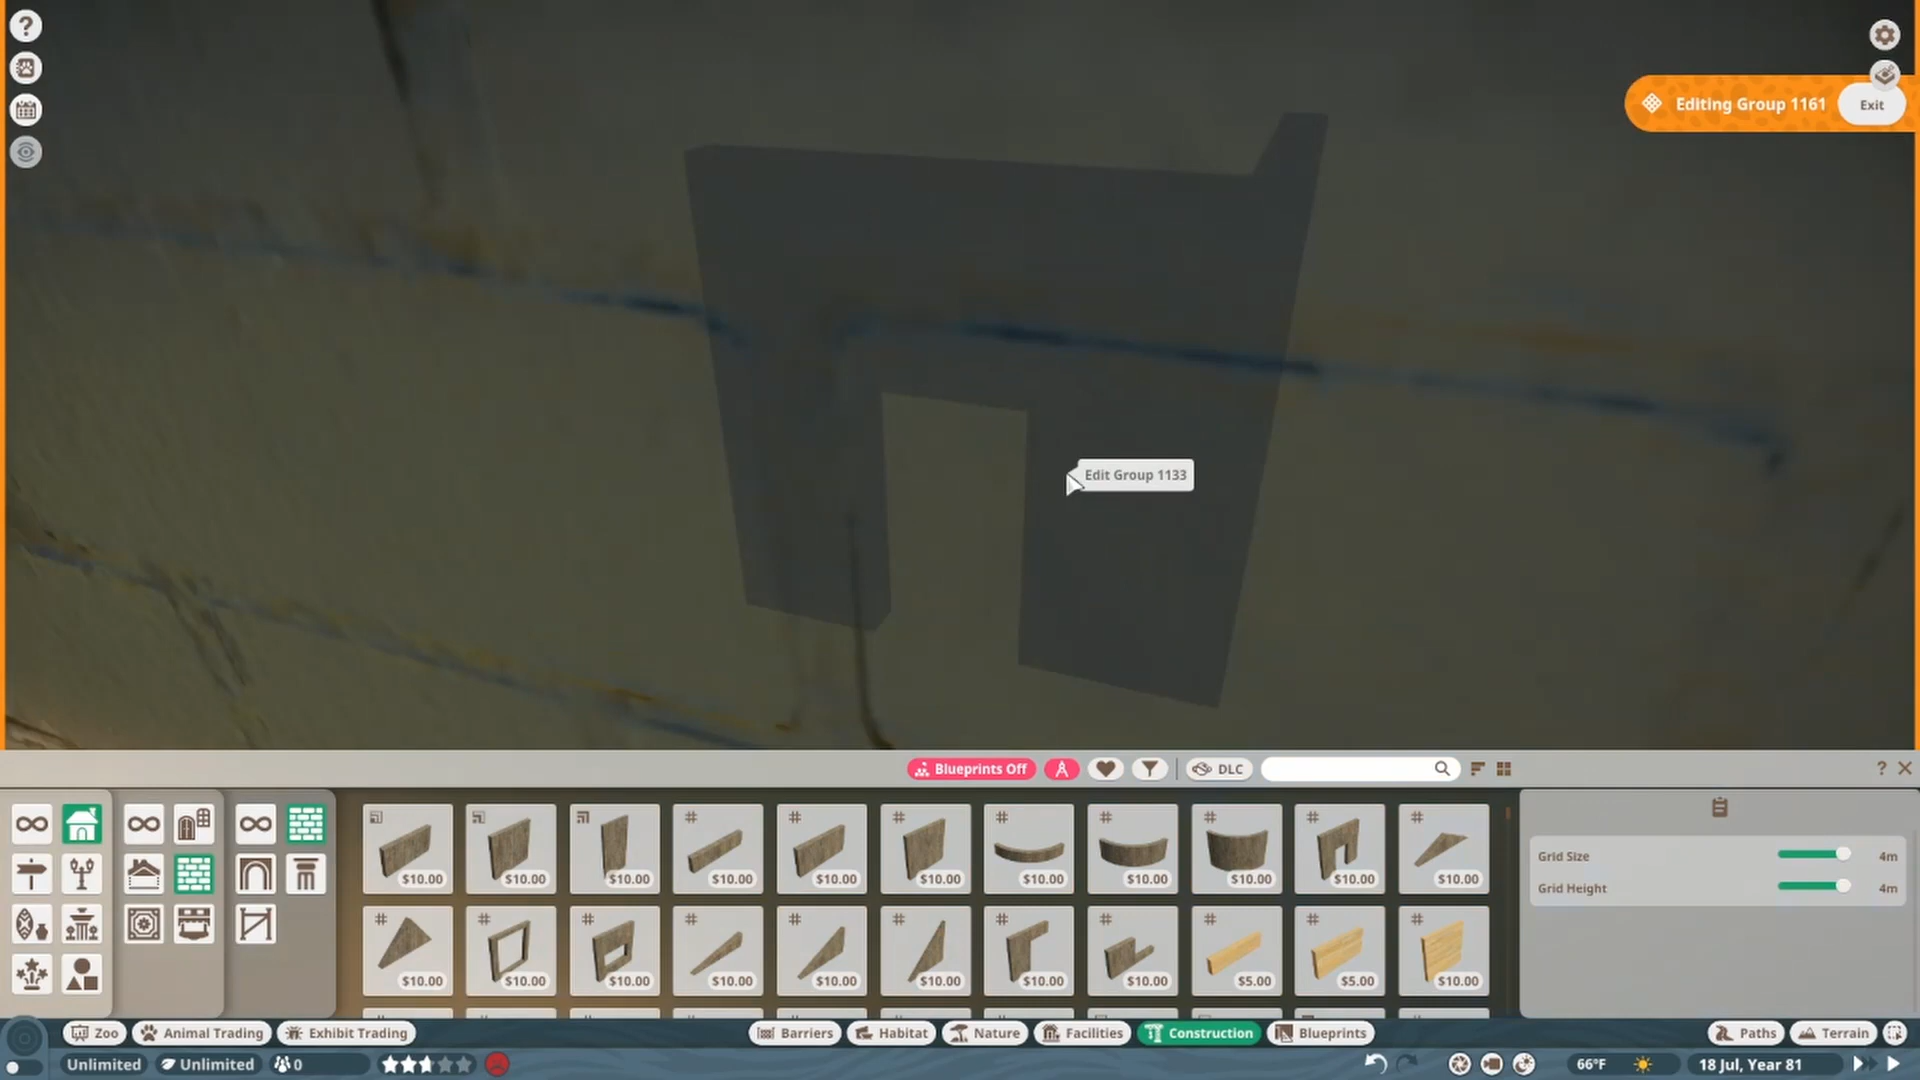 ?
Editing Group 1161
Exit
Edit Group 1133
Blueprints Off
DLC
?
$10.00
$10.00
$10.00
$10.00
$10.00
$10.00
$10.00
$10.00
$10.00
$10.00
$10.00
Grid Size
4m
Grid Height
4m
$10.00
$10.00
$10.00
$10.00
$10.00
$10.00
$10.00
$10.00
$5.00
$5.00
$10.00
Zoo
Animal Trading
Exhibit Trading
Barriers
Habitat
Nature
Facilities
Construction
Blueprints
Paths
Terrain
Unlimited
Unlimited
0
66°F
18 Jul, Year 81